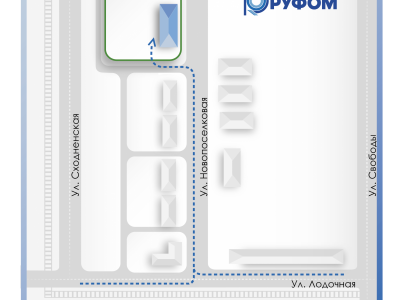 РУФОМ
Ул. Сходненская
Ул. Новопоселковая
Ул. Свободы
Ул. Лодочная